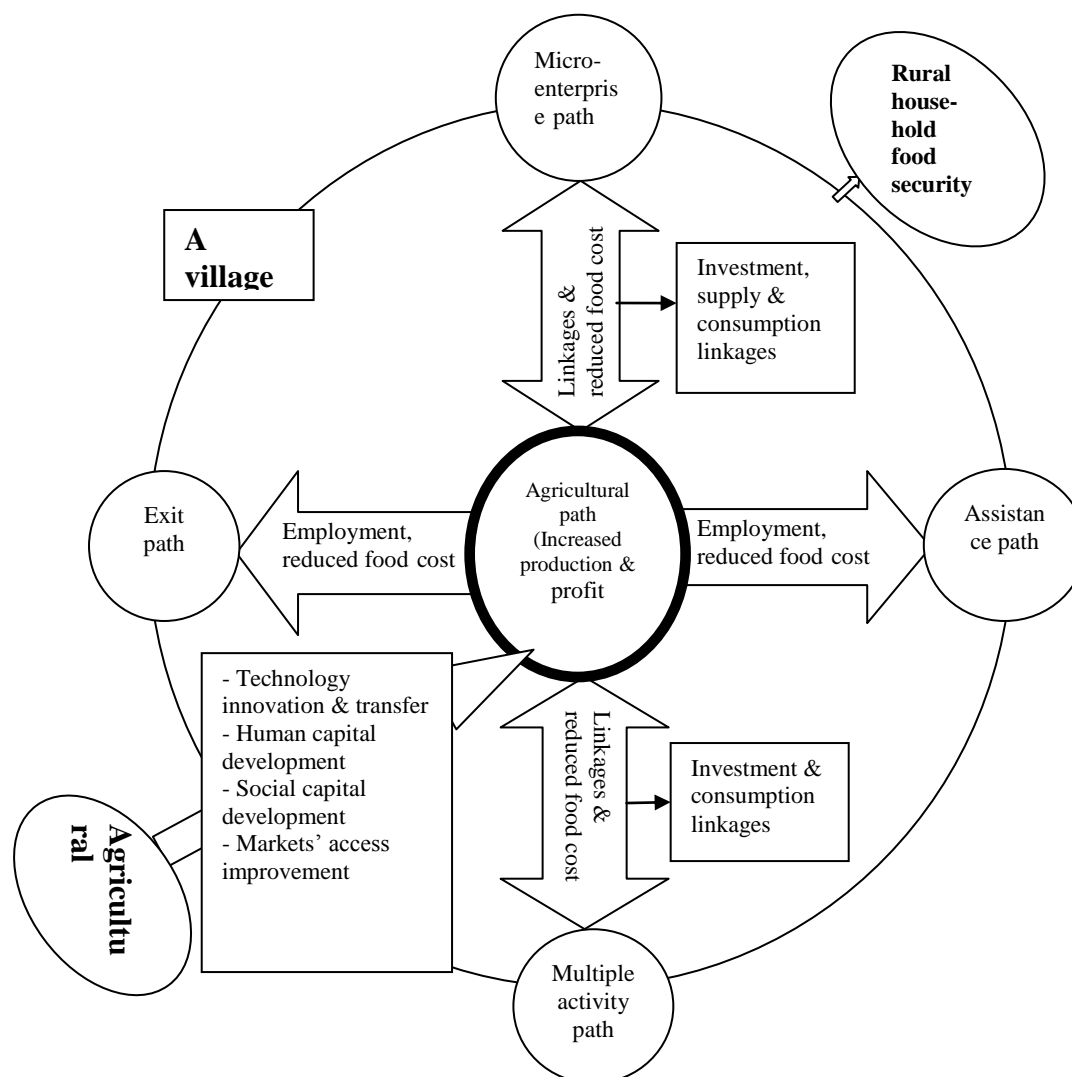 Micro-
enterpris
e path
Rural
house-
hold
food
security
A
village
Linkages &
reduced food cost
Investment,
supply &
consumption
linkages
Exit
path
Employment,
reduced food cost
Agricultural
path
(Increased
production &
profit
Employment,
reduced food cost
Assistan
ce path
- Technology
innovation & transfer
- Human capital
development
- Social capital
development
- Markets’ access
improvement
Linkages &
reduced food cost
Investment &
consumption
linkages
Agricultu
ral
Multiple
activity
path